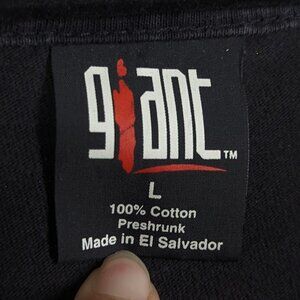 giant™
L
100% Cotton
Preshrunk
Made in El Salvador